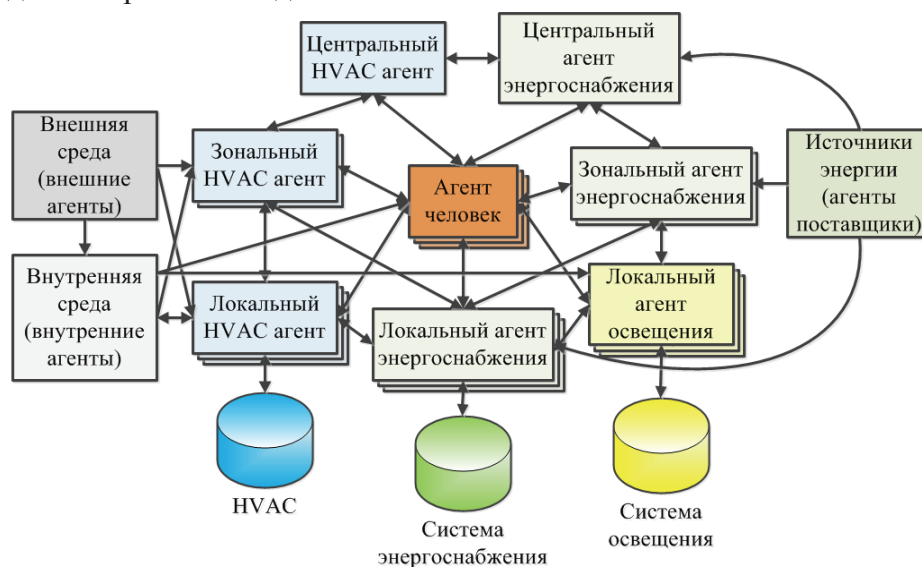 Центральный
HVAC агент
Центральный
агент
энергоснабжения
Внешняя
среда
(внешние
агенты)
Зональный
HVAC агент
Агент
человек
Зональный агент
энергоснабжения
Источники
энергии
(агенты
поставщики)
Внутренняя
среда
(внутренние
агенты)
Локальный
HVAC агент
Локальный агент
энергоснабжения
Локальный
агент
освещения
HVAC
Система
энергоснабжения
Система
освещения